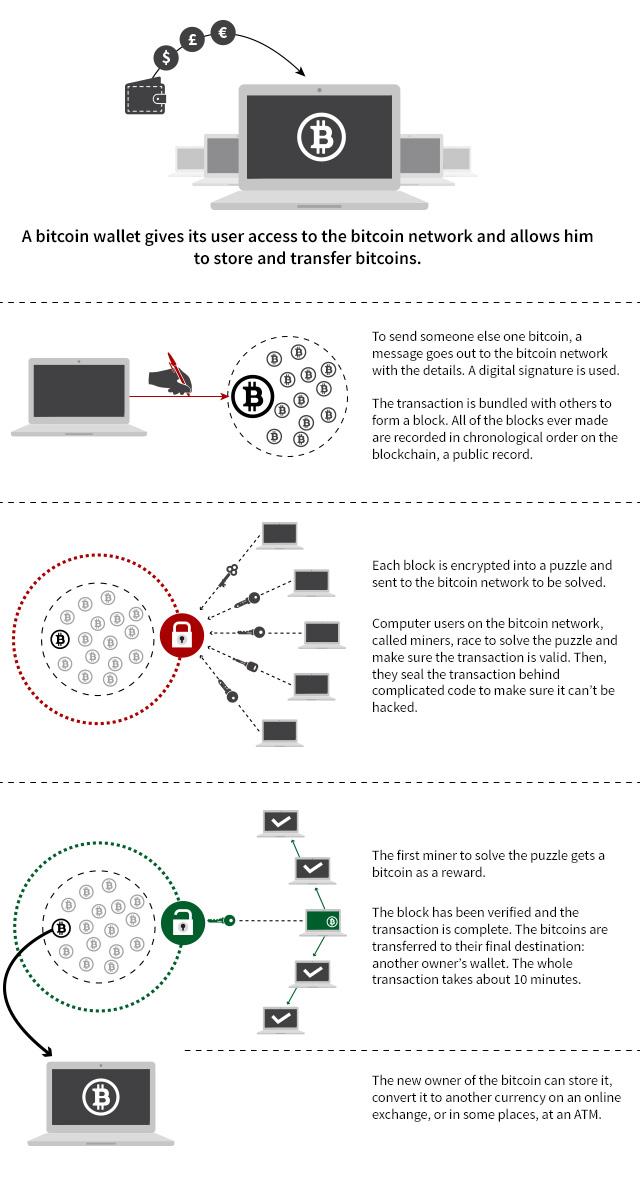 $ £ €
A bitcoin wallet gives its user access to the bitcoin network and allows him
to store and transfer bitcoins.
To send someone else one bitcoin, a
message goes out to the bitcoin network
with the details. A digital signature is used.
The transaction is bundled with others to
form a block. All of the blocks ever made
are recorded in chronological order on the
blockchain, a public record.
Each block is encrypted into a puzzle and
sent to the bitcoin network to be solved.
Computer users on the bitcoin network,
called miners, race to solve the puzzle and
make sure the transaction is valid. Then,
they seal the transaction behind
complicated code to make sure it can't be
hacked.
The first miner to solve the puzzle gets a
bitcoin as a reward.
The block has been verified and the
transaction is complete. The bitcoins are
transferred to their final destination:
another owner's wallet. The whole
transaction takes about 10 minutes.
The new owner of the bitcoin can store it,
convert it to another currency on an online
exchange, or in some places, at an ATM.